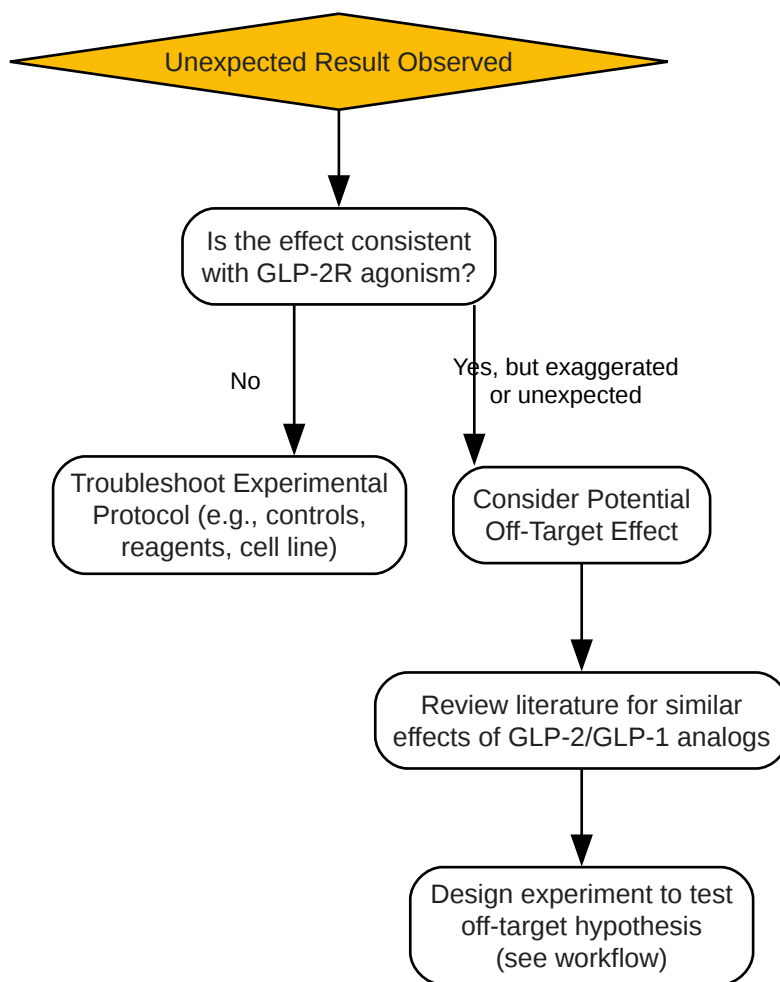 Unexpected Result Observed
Is the effect consistent
with GLP-2R agonism?
No
Yes, but exaggerated
or unexpected
Troubleshoot Experimental
Protocol (e.g., controls,
reagents, cell line)
Consider Potential
Off-Target Effect
Review literature for similar
effects of GLP-2/GLP-1 analogs
Design experiment to test
off-target hypothesis
(see workflow)